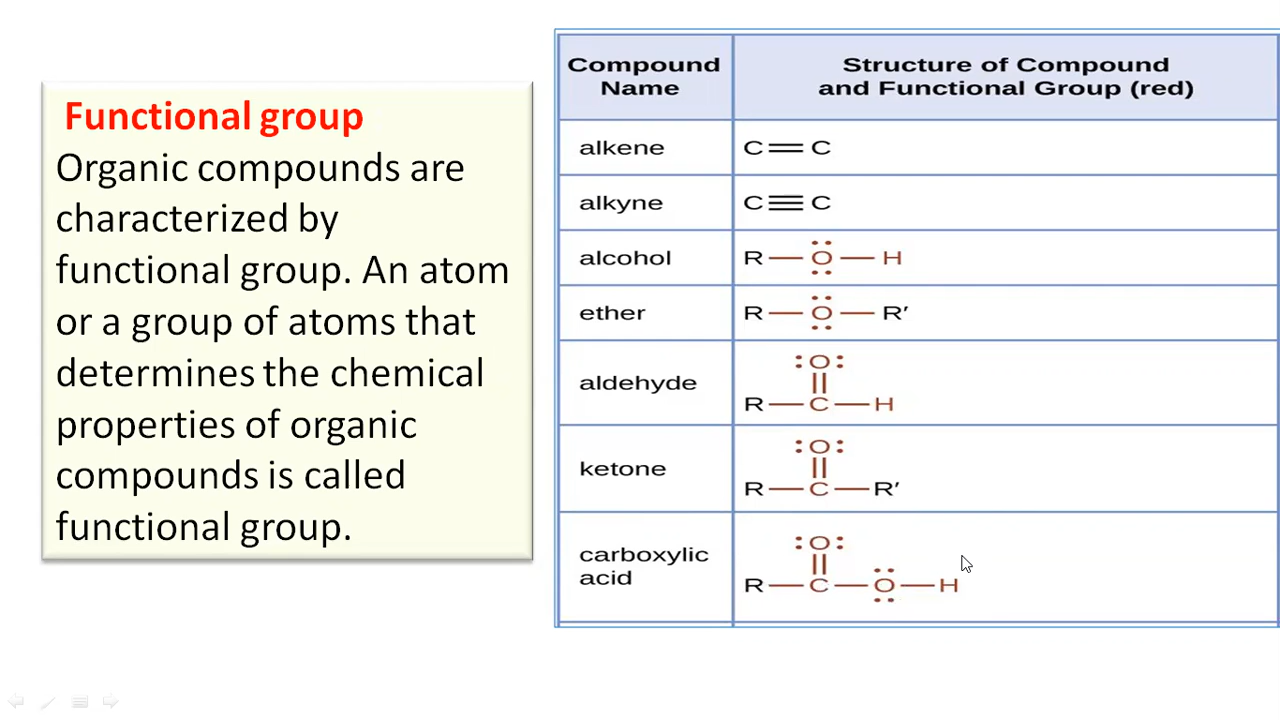 Functional group
Organic compounds are
characterized by
functional group. An atom
or a group of atoms that
determines the chemical
properties of organic
compounds is called
functional group.
Compound
Name
Structure of Compound
and Functional Group (red)
alkene
C=C
alkyne
C≡C
alcohol
R—O—H
ether
R—O—R′
aldehyde
O
R—C—H
ketone
O
R—C—R′
carboxylic
acid
O
R—C—O—H